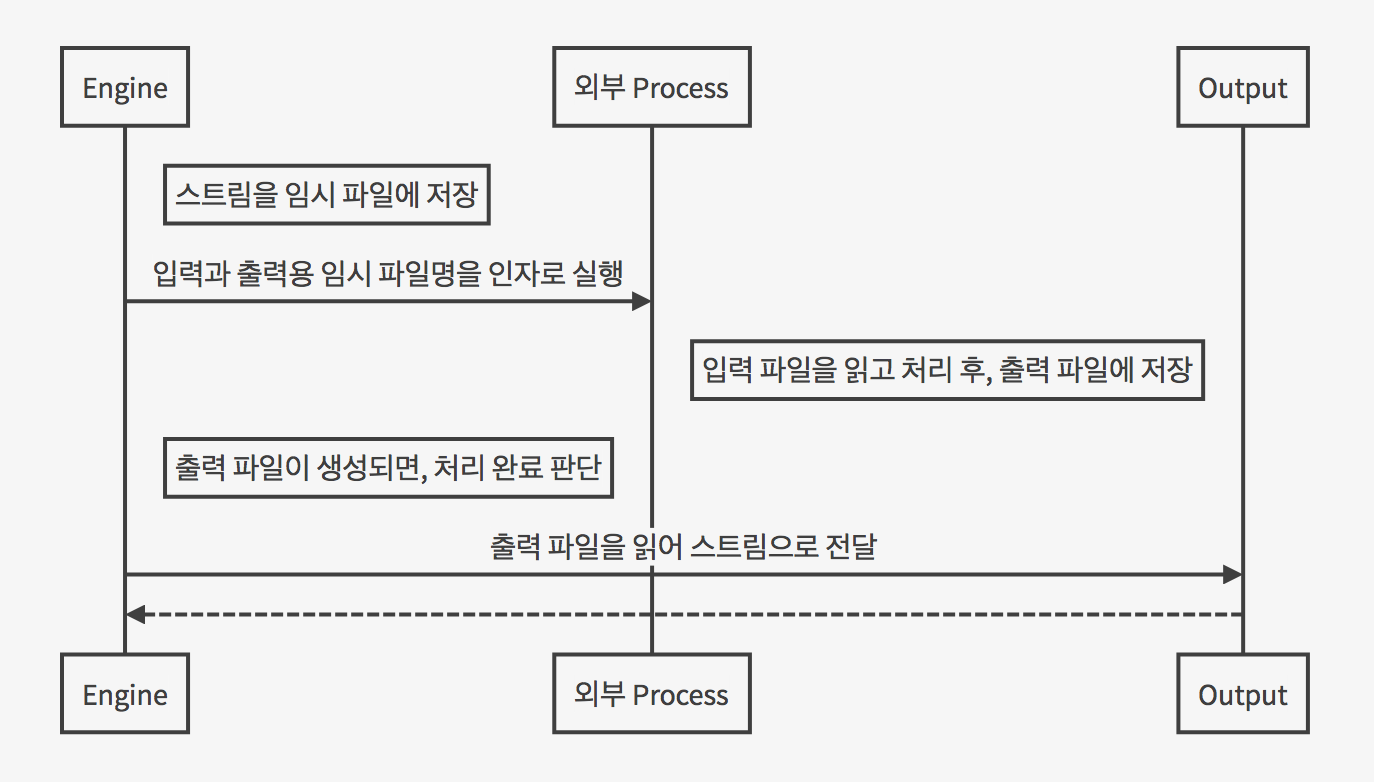 Engine
외부 Process
Output
스트림을 임시 파일에 저장
입력과 출력용 임시 파일명을 인자로 실행
입력 파일을 읽고 처리 후, 출력 파일에 저장
출력 파일이 생성되면, 처리 완료 판단
출력 파일을 읽어 스트림으로 전달
Engine
외부 Process
Output